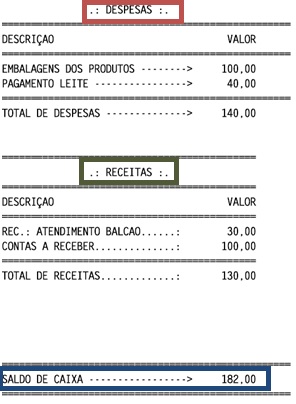 .: DESPESAS :.
DESCRIÇAO VALOR
EMBALAGENS DOS PRODUTOS --------> 100,00
PAGAMENTO LEITE ---------------> 40,00
TOTAL DE DESPESAS --------------> 140,00
.: RECEITAS :.
DESCRIÇAO VALOR
REC.: ATENDIMENTO BALCAO......: 30,00
CONTAS A RECEBER..............: 100,00
TOTAL DE RECEITAS.............: 130,00
SALDO DE CAIXA -----------------> 182,00